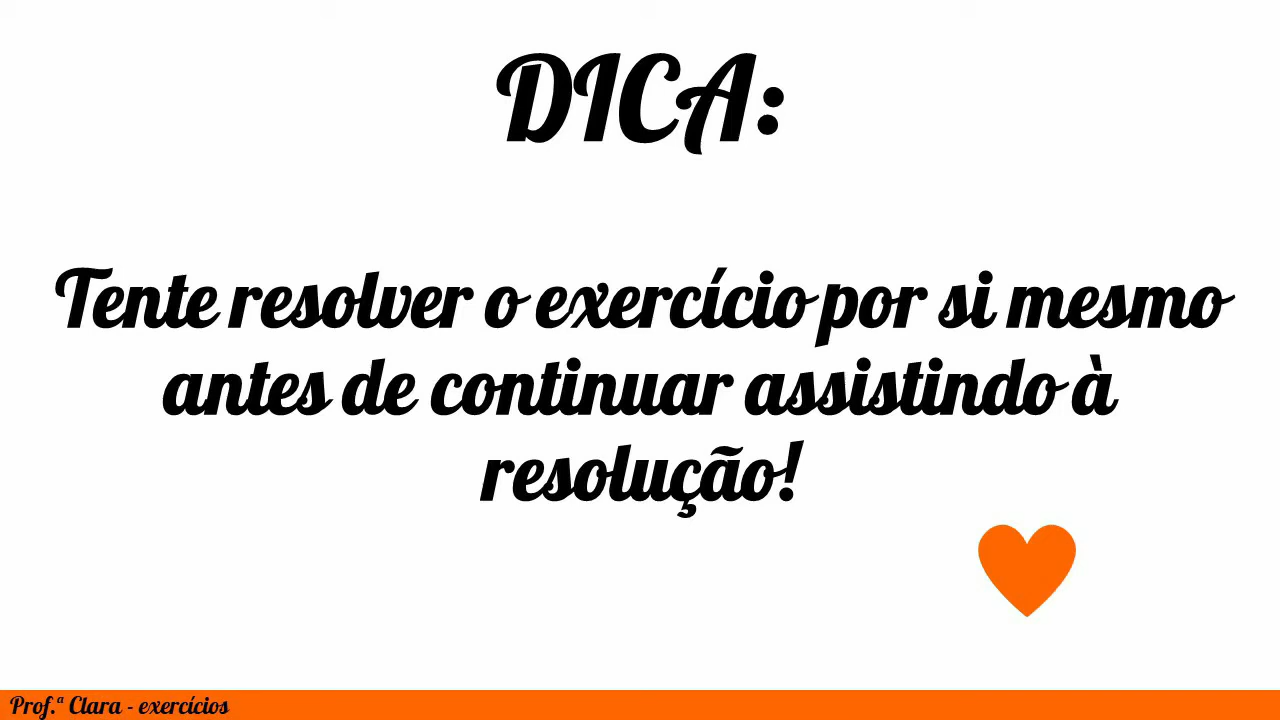 DICA:
Tente resolver o exercício por si mesmo
antes de continuar assistindo à
resolução!
Prof.ª Clara - exercícios